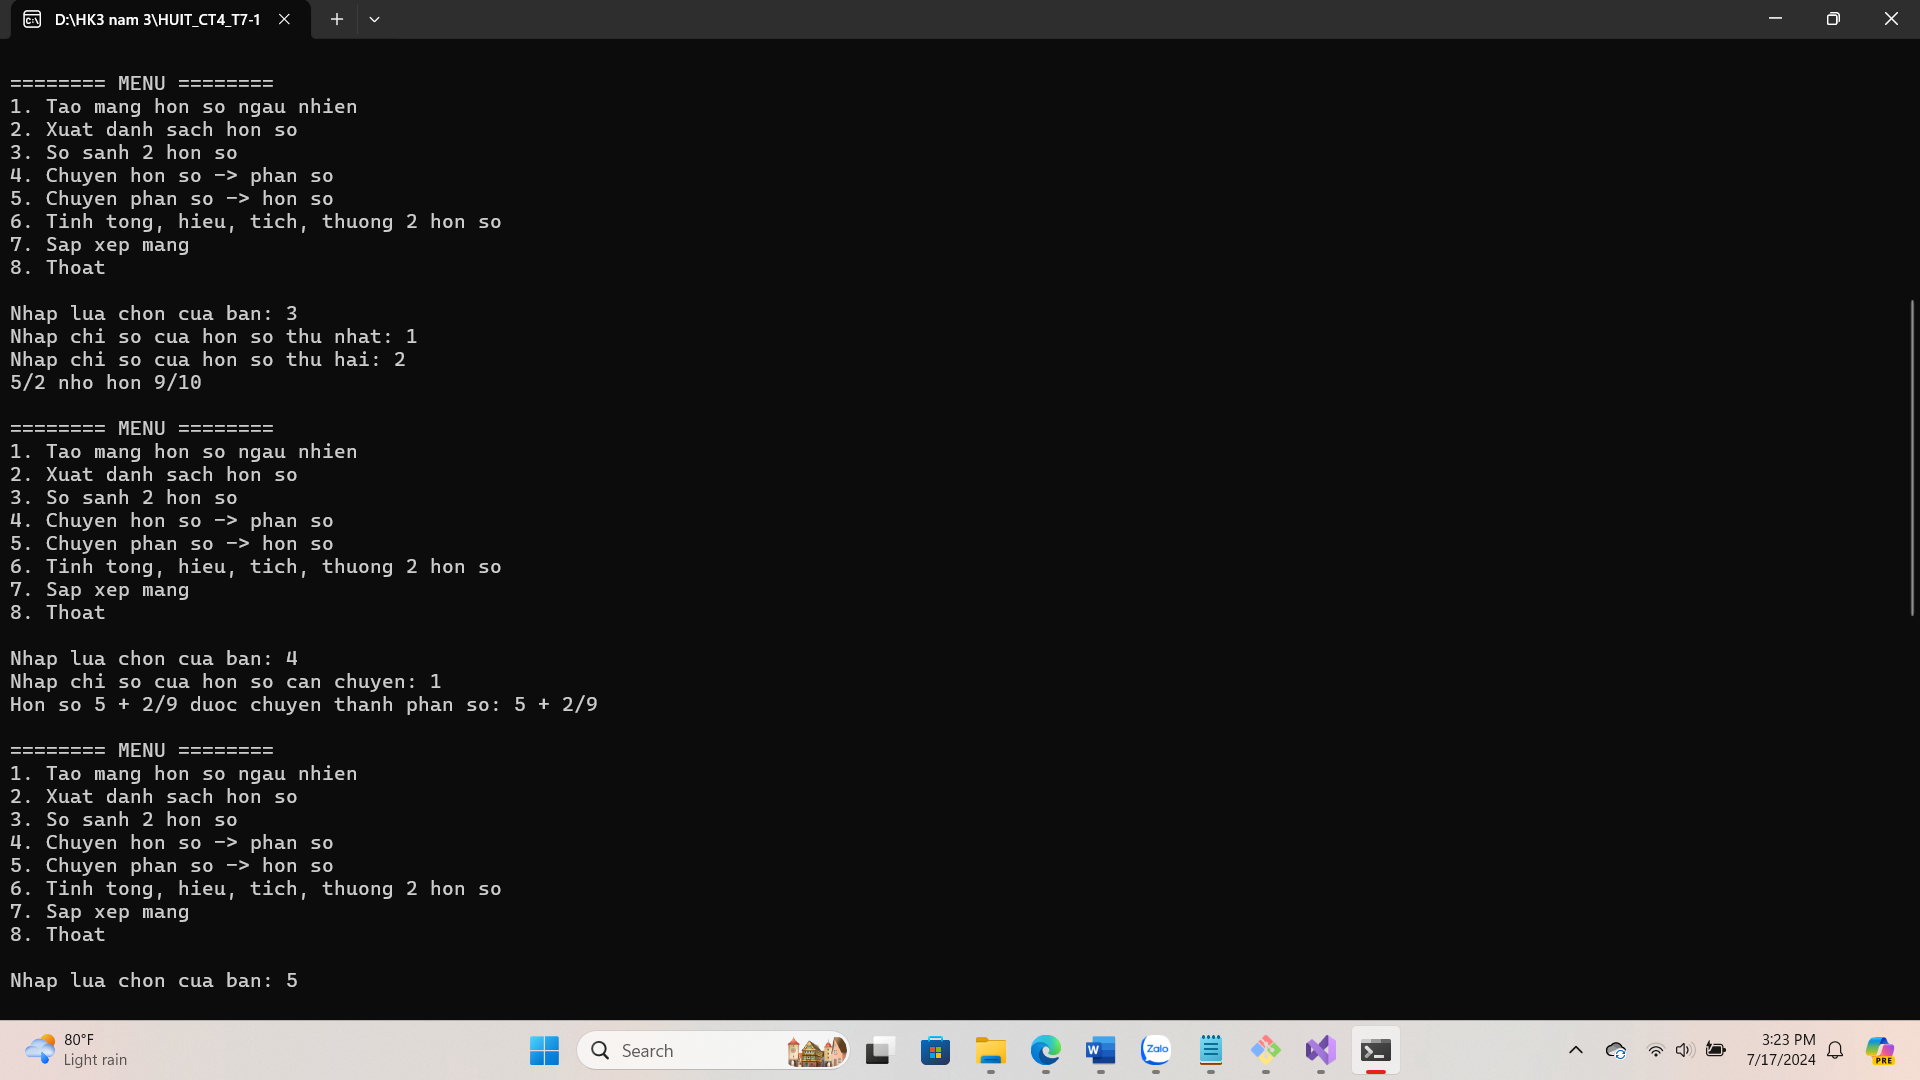 D:\HK3 nam 3\HUIT_CT4_T7-1
======== MENU ========
1. Tao mang hon so ngau nhien
2. Xuat danh sach hon so
3. So sanh 2 hon so
4. Chuyen hon so -> phan so
5. Chuyen phan so -> hon so
6. Tinh tong, hieu, tich, thuong 2 hon so
7. Sap xep mang
8. Thoat
Nhap lua chon cua ban: 3
Nhap chi so cua hon so thu nhat: 1
Nhap chi so cua hon so thu hai: 2
5/2 nho hon 9/10
======== MENU ========
1. Tao mang hon so ngau nhien
2. Xuat danh sach hon so
3. So sanh 2 hon so
4. Chuyen hon so -> phan so
5. Chuyen phan so -> hon so
6. Tinh tong, hieu, tich, thuong 2 hon so
7. Sap xep mang
8. Thoat
Nhap lua chon cua ban: 4
Nhap chi so cua hon so can chuyen: 1
Hon so 5 + 2/9 duoc chuyen thanh phan so: 5 + 2/9
======== MENU ========
1. Tao mang hon so ngau nhien
2. Xuat danh sach hon so
3. So sanh 2 hon so
4. Chuyen hon so -> phan so
5. Chuyen phan so -> hon so
6. Tinh tong, hieu, tich, thuong 2 hon so
7. Sap xep mang
8. Thoat
Nhap lua chon cua ban: 5
80°F
Light rain
Search
Zalo
3:23 PM
7/17/2024
PRE